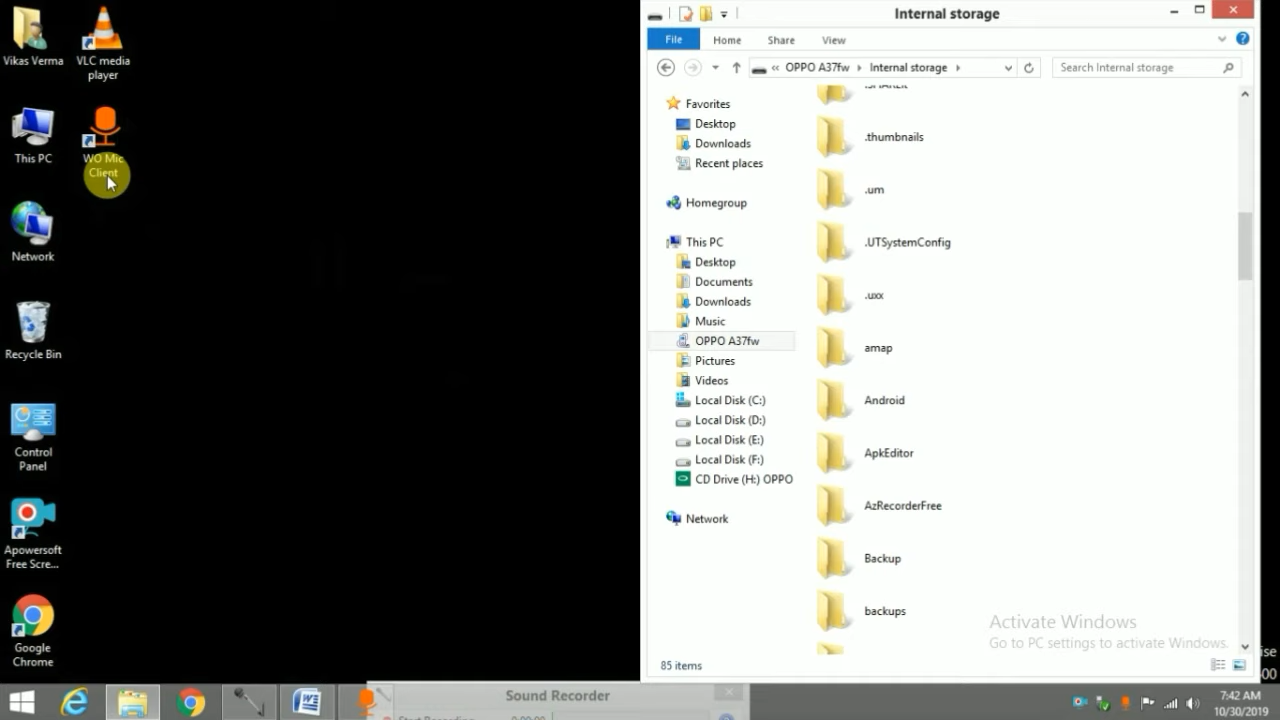 Vikas Verma
VLC media
player
This PC
WO Mic
Client
Network
Recycle Bin
Control
Panel
Apowersoft
Free Scre...
Google
Chrome
Internal storage
File Home Share View
« OPPO A37fw Internal storage
Search Internal storage
Favorites
Desktop
Downloads
Recent places
Homegroup
This PC
Desktop
Documents
Downloads
Music
OPPO A37fw
Pictures
Videos
Local Disk (C:)
Local Disk (D:)
Local Disk (E:)
Local Disk (F:)
CD Drive (H:) OPPO
Network
.thumbnails
.um
.UTSystemConfig
.uxx
amap
Android
ApkEditor
AzRecorderFree
Backup
backups
Activate Windows
Go to PC settings to activate Windows.
85 items
Sound Recorder
7:42 AM
10/30/2019